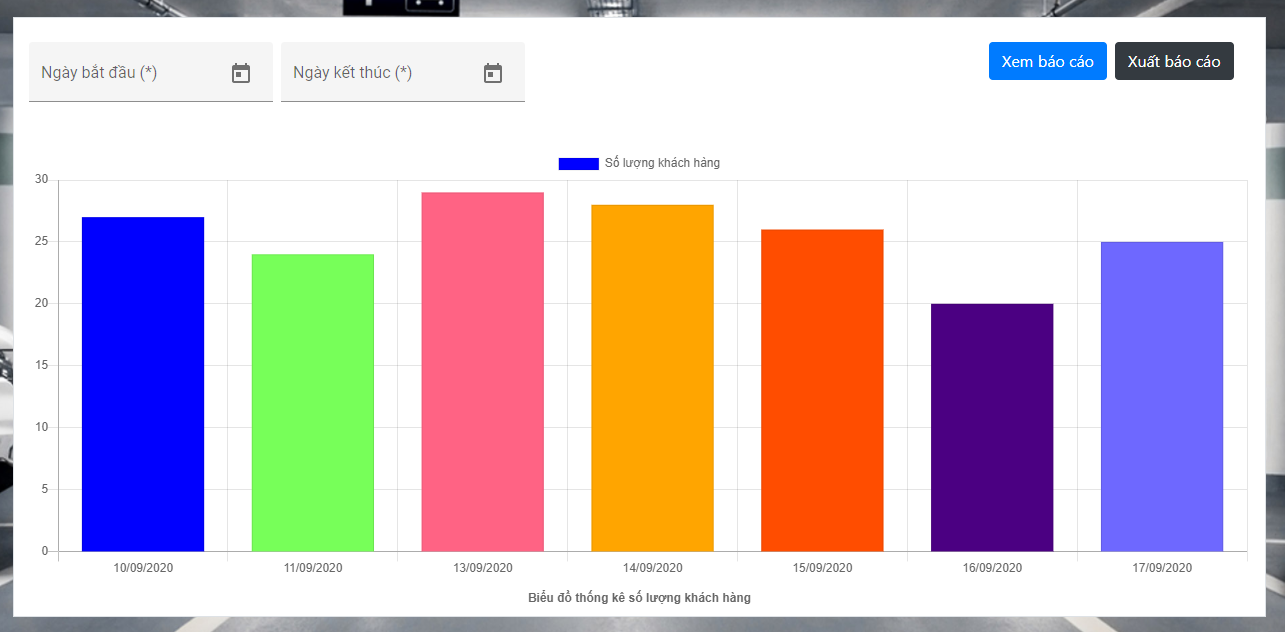 Ngày bắt đầu (*) Ngày kết thúc (*) Xem báo cáo Xuất báo cáo
Số lượng khách hàng
30
25
20
15
10
5
0
10/09/2020 11/09/2020 13/09/2020 14/09/2020 15/09/2020 16/09/2020 17/09/2020
Biểu đồ thống kê số lượng khách hàng